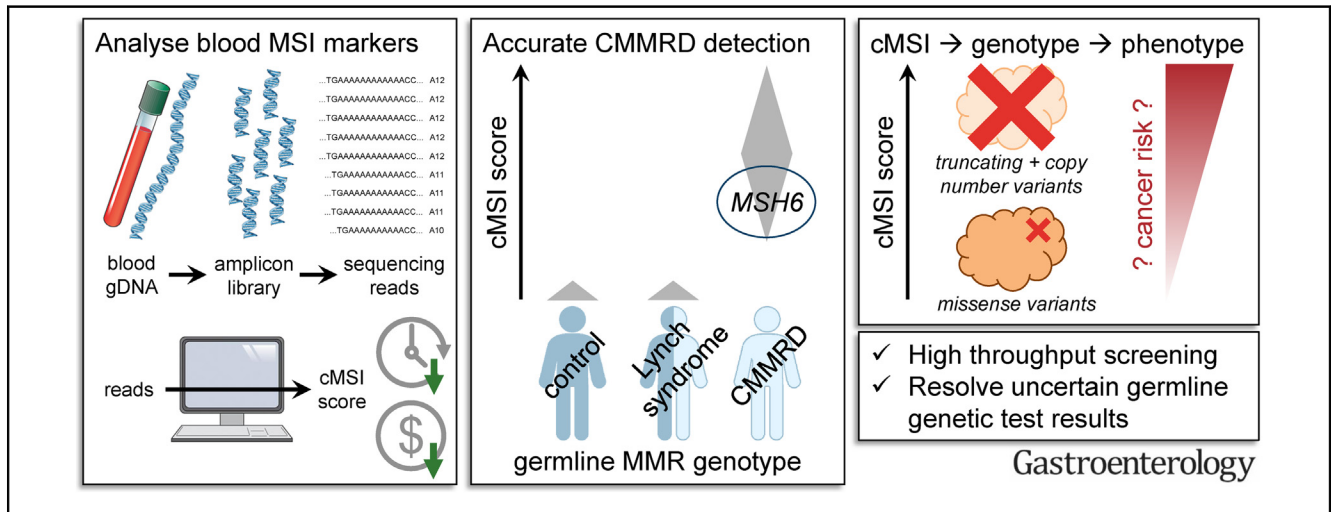 Analyse blood MSI markers
...TGAAAAAAAAAAAACC... A12
...TGAAAAAAAAAAAACC... A12
...TGAAAAAAAAAAAACC... A12
...TGAAAAAAAAAAAACC... A12
...TGAAAAAAAAAAAACC... A12
...TGAAAAAAAAAAACC... A11
...TGAAAAAAAAAAACC... A11
...TGAAAAAAAAAAACC... A11
...TGAAAAAAAAAACC... A10
blood
gDNA
amplicon
library
sequencing
reads
reads
cMSI
score
$
Accurate CMMRD detection
cMSI score
MSH6
control
Lynch
syndrome
CMMRD
germline MMR genotype
cMSI → genotype → phenotype
cMSI score
truncating + copy
number variants
missense variants
? cancer risk ?
✓ High throughput screening
✓ Resolve uncertain germline
genetic test results
Gastroenterology